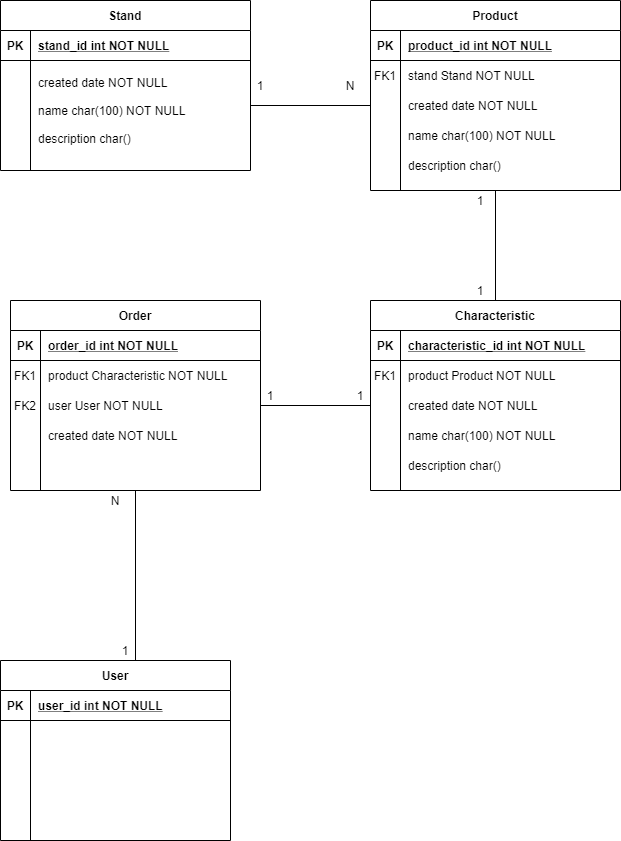 Stand
PK stand_id int NOT NULL
created date NOT NULL
name char(100) NOT NULL
description char()
1 N
Product
PK product_id int NOT NULL
FK1 stand Stand NOT NULL
created date NOT NULL
name char(100) NOT NULL
description char()
1
1
Order
PK order_id int NOT NULL
FK1 product Characteristic NOT NULL
FK2 user User NOT NULL
created date NOT NULL
1 1
Characteristic
PK characteristic_id int NOT NULL
FK1 product Product NOT NULL
created date NOT NULL
name char(100) NOT NULL
description char()
N
1
User
PK user_id int NOT NULL